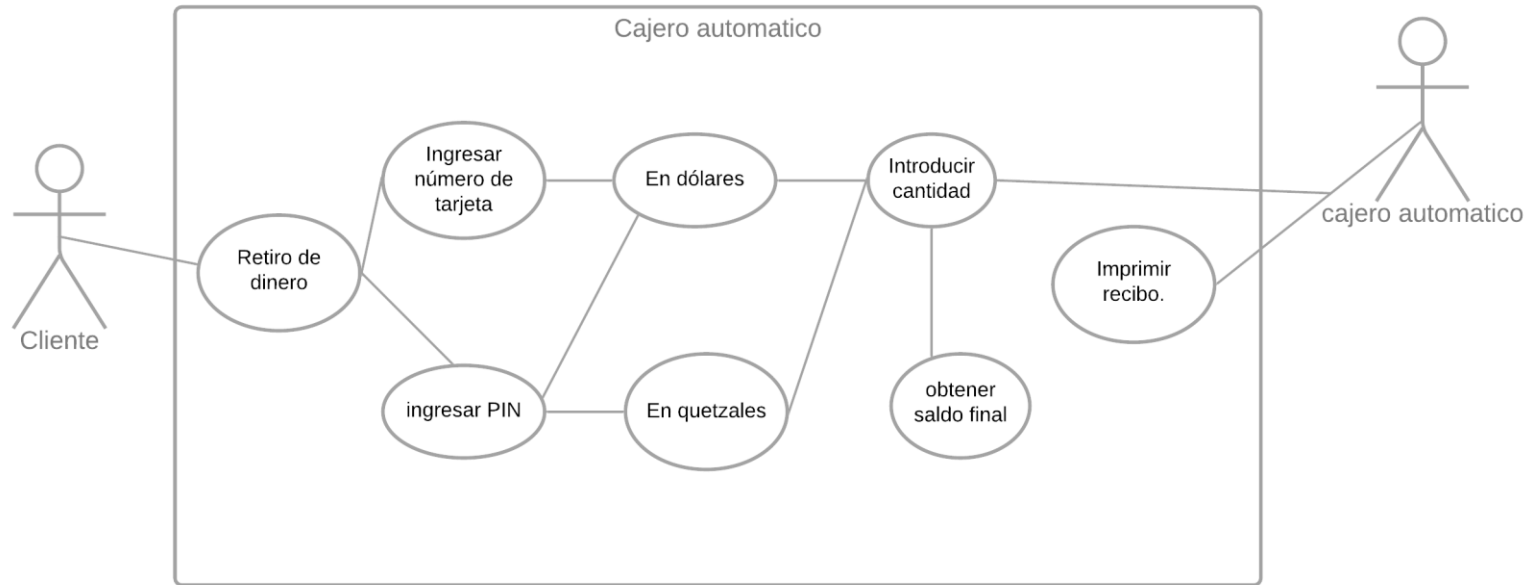 Cajero automatico
Cliente
Retiro de
dinero
Ingresar
número de
tarjeta
ingresar PIN
En dólares
En quetzales
Introducir
cantidad
obtener
saldo final
Imprimir
recibo.
cajero automatico